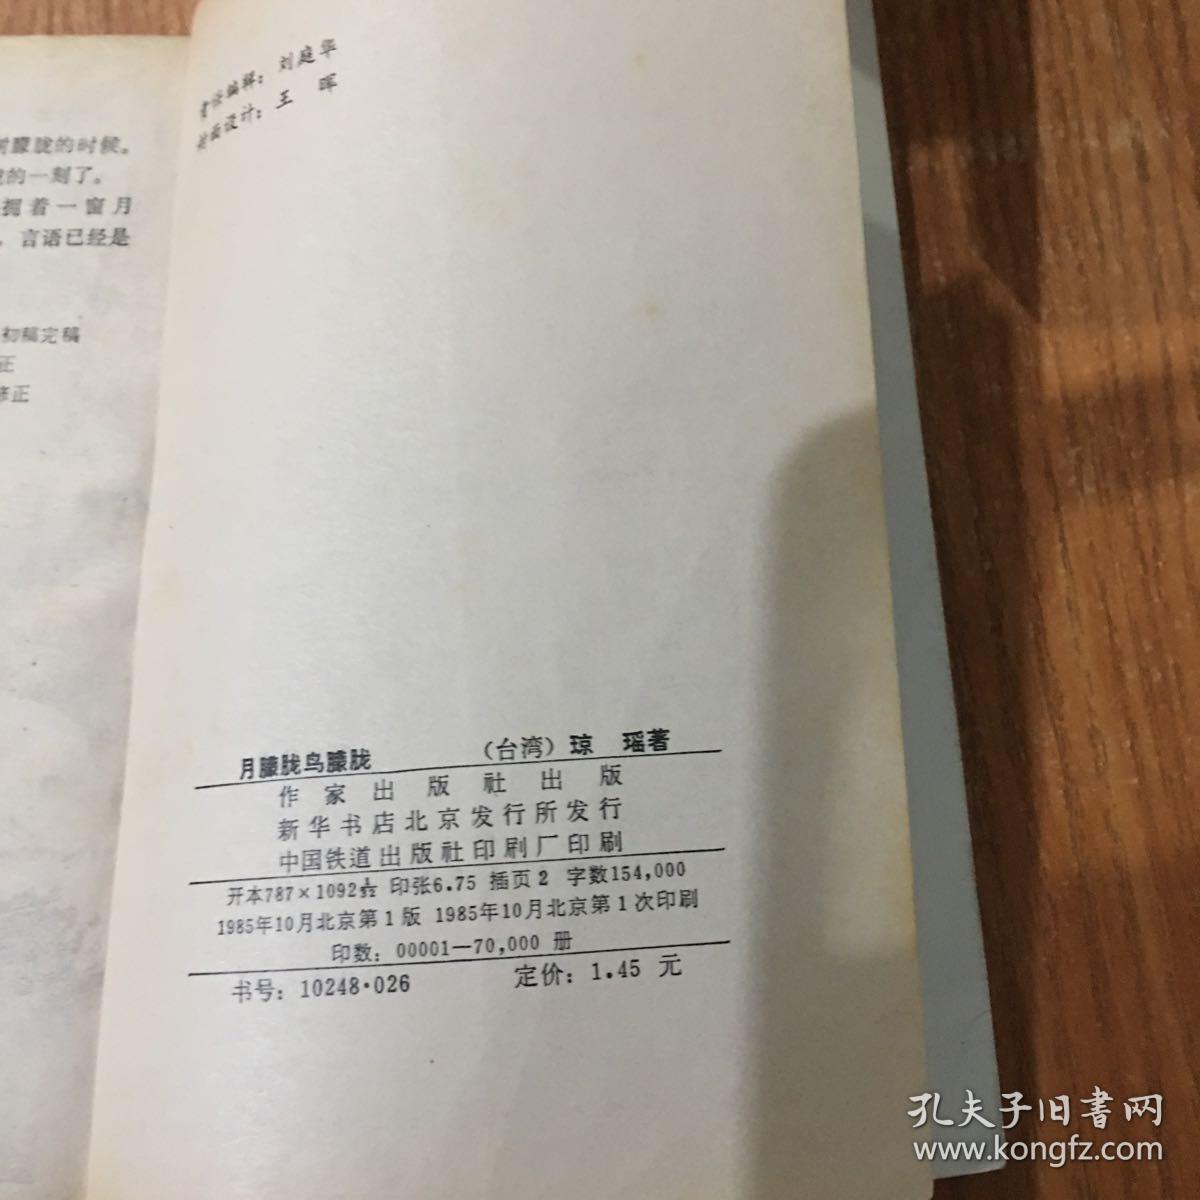 朦胧的时候。
的一刻了。
拥着一窗月
，言语已经是
初稿完稿
正
修正
责任编辑：刘庭华
封面设计：王 晖
月朦胧鸟朦胧 （台湾）琼 瑶著
作家出版社出版
新华书店北京发行所发行
中国铁道出版社印刷厂印刷
开本787×1092 1/32 印张6.75 插页2 字数154,000
1985年10月北京第1版 1985年10月北京第1次印刷
印数：00001—70,000 册
书号：10248·026 定价：1.45 元
孔夫子旧书网
www.kongfz.com